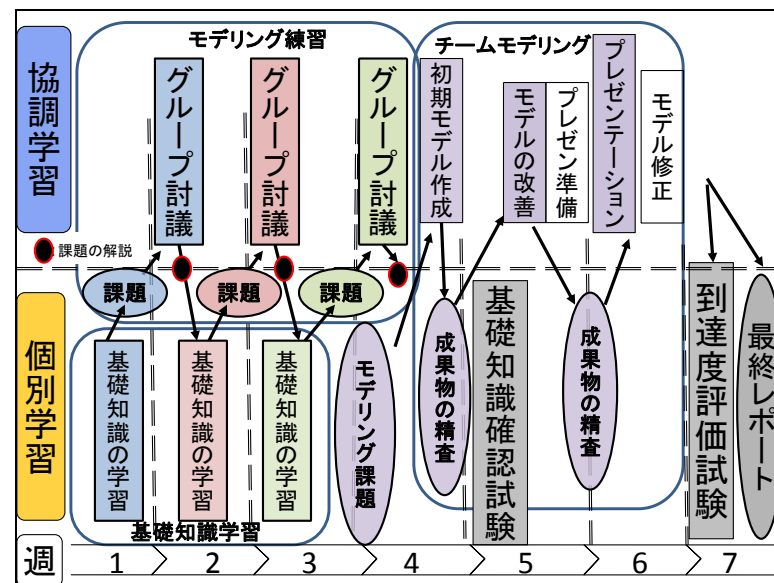 モデリング練習
チームモデリング
協調学習
グループ討議
グループ討議
グループ討議
初期モデル作成
モデルの改善
プレゼン準備
プレゼンテーション
モデル修正
課題の解説
課題
課題
課題
個別学習
基礎知識の学習
基礎知識の学習
基礎知識の学習
モデリング課題
成果物の精査
基礎知識確認試験
成果物の精査
到達度評価試験
最終レポート
基礎知識学習
週
1
2
3
4
5
6
7